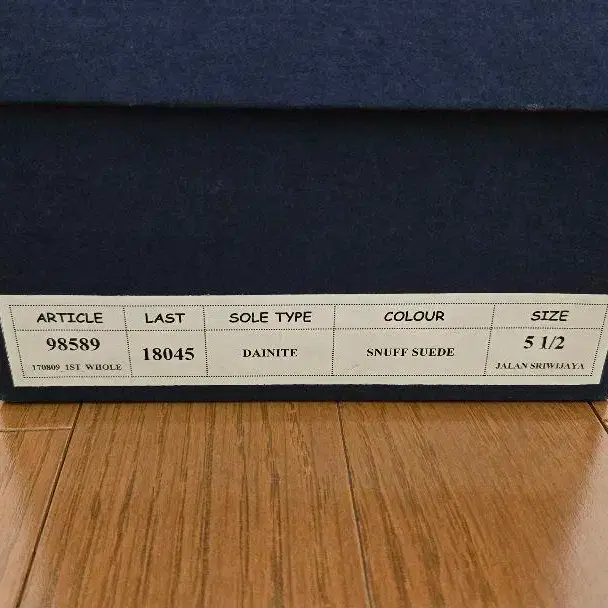 ARTICLE LAST SOLE TYPE COLOUR SIZE
98589 18045 DAINITE SNUFF SUEDE 5 1/2
170809 1ST WHOLE JALAN SRIWIJAYA